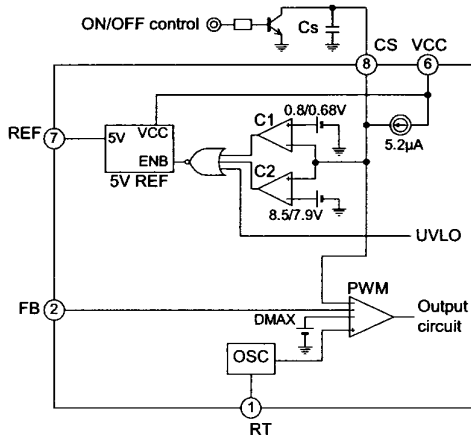 ON/OFF control
Cs
CS
VCC
8
6
REF
7
5V
VCC
ENB
5V REF
C1
0.8/0.68V
C2
8.5/7.9V
5.2µA
UVLO
PWM
FB
2
DMAX
Output
circuit
OSC
1
RT